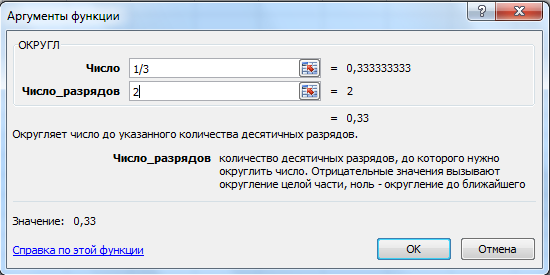 Аргументы функции
ОКРУГЛ
Число 1/3 = 0,333333333
Число_разрядов 2 = 2
= 0,33
Округляет число до указанного количества десятичных разрядов.
Число_разрядов количество десятичных разрядов, до которого нужно
округлить число. Отрицательные значения вызывают
округление целой части, ноль - округление до ближайшего
Значение: 0,33
Справка по этой функции
ОК
Отмена